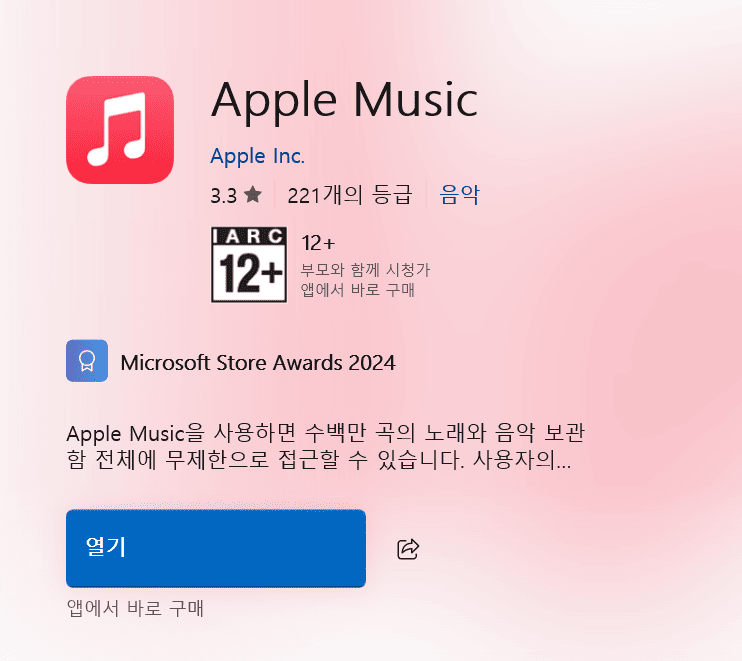 Apple Music
Apple Inc.
3.3 ★ 221개의 등급 음악
IARC
12+
12+
부모와 함께 시청가
앱에서 바로 구매
Microsoft Store Awards 2024
Apple Music을 사용하면 수백만 곡의 노래와 음악 보관
함 전체에 무제한으로 접근할 수 있습니다. 사용자의...
열기
앱에서 바로 구매